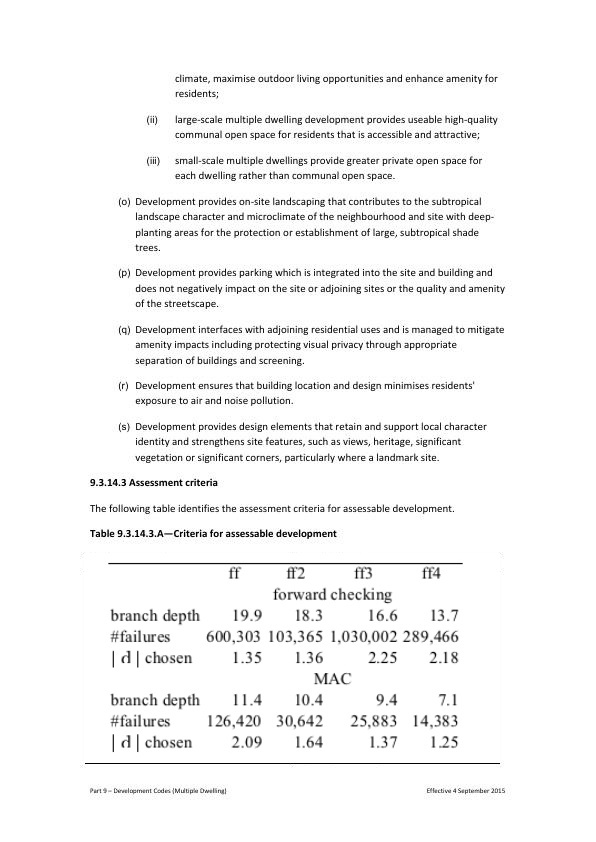 climate, maximise outdoor living opportunities and enhance amenity for
residents;
(ii) large-scale multiple dwelling development provides useable high-quality
communal open space for residents that is accessible and attractive;
(iii) small-scale multiple dwellings provide greater private open space for
each dwelling rather than communal open space.
(o) Development provides on-site landscaping that contributes to the subtropical
landscape character and microclimate of the neighbourhood and site with deep-
planting areas for the protection or establishment of large, subtropical shade
trees.
(p) Development provides parking which is integrated into the site and building and
does not negatively impact on the site or adjoining sites or the quality and amenity
of the streetscape.
(q) Development interfaces with adjoining residential uses and is managed to mitigate
amenity impacts including protecting visual privacy through appropriate
separation of buildings and screening.
(r) Development ensures that building location and design minimises residents'
exposure to air and noise pollution.
(s) Development provides design elements that retain and support local character
identity and strengthens site features, such as views, heritage, significant
vegetation or significant corners, particularly where a landmark site.
9.3.14.3 Assessment criteria
The following table identifies the assessment criteria for assessable development.
Table 9.3.14.3.A—Criteria for assessable development
ff ff2 ff3 ff4
forward checking
branch depth 19.9 18.3 16.6 13.7
#failures 600,303 103,365 1,030,002 289,466
| d | chosen 1.35 1.36 2.25 2.18
MAC
branch depth 11.4 10.4 9.4 7.1
#failures 126,420 30,642 25,883 14,383
| d | chosen 2.09 1.64 1.37 1.25
Part 9 – Development Codes (Multiple Dwelling) Effective 4 September 2015